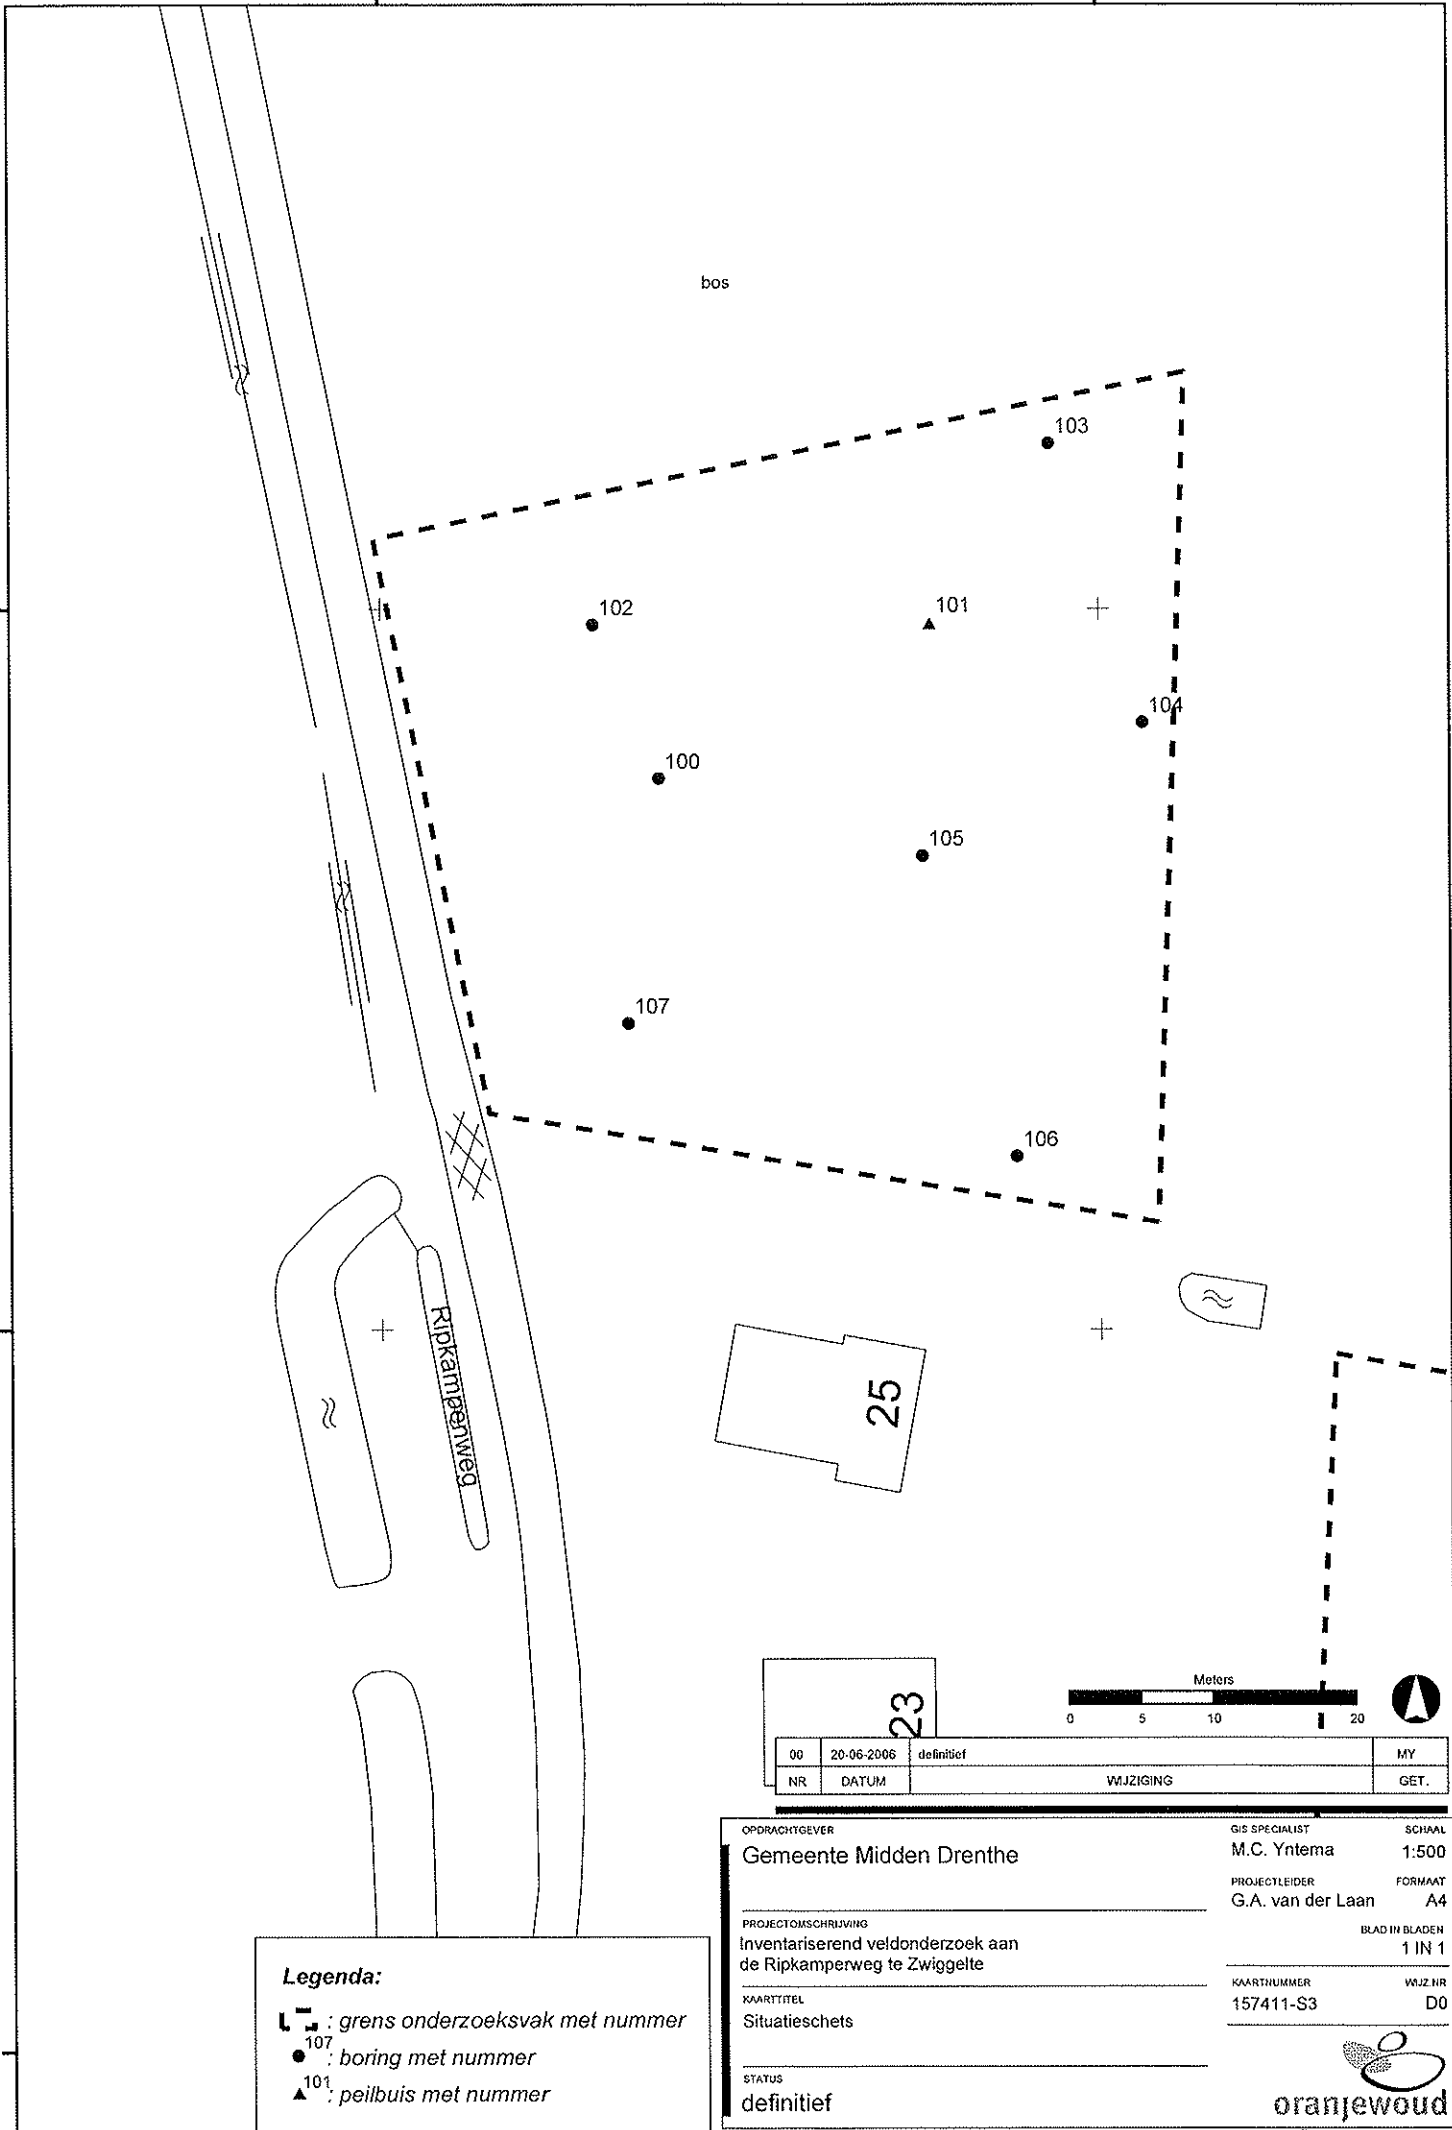 bos
103
102
101
104
100
105
107
106
Ripkampenweg
25
23
Meters
0 5 10 20
00 20-06-2006 definitief MY
NR DATUM WIJZIGING GET.
OPDRACHTGEVER
Gemeente Midden Drenthe
GIS SPECIALIST SCHAAL
M.C. Yntema 1:500
PROJECTLEIDER FORMAAT
G.A. van der Laan A4
PROJECTOMSCHRIJVING
Inventariserend veldonderzoek aan
de Ripkamperweg te Zwiggelte
BLAD IN BLADEN
1 IN 1
KAARTTITEL
Situatieschets
KAARTNUMMER WIJZ.NR
157411-S3 D0
STATUS
definitief
oranjewoud
Legenda:
: grens onderzoeksvak met nummer
107 : boring met nummer
101 : peilbuis met nummer